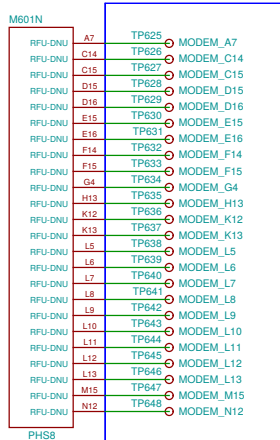 M601N
RFU-DNU A7 TP625 MODEM_A7
RFU-DNU C14 TP626 MODEM_C14
RFU-DNU C15 TP627 MODEM_C15
RFU-DNU D15 TP628 MODEM_D15
RFU-DNU D16 TP629 MODEM_D16
RFU-DNU E15 TP630 MODEM_E15
RFU-DNU E16 TP631 MODEM_E16
RFU-DNU F14 TP632 MODEM_F14
RFU-DNU F15 TP633 MODEM_F15
RFU-DNU G4 TP634 MODEM_G4
RFU-DNU H13 TP635 MODEM_H13
RFU-DNU K12 TP636 MODEM_K12
RFU-DNU K13 TP637 MODEM_K13
RFU-DNU L5 TP638 MODEM_L5
RFU-DNU L6 TP639 MODEM_L6
RFU-DNU L7 TP640 MODEM_L7
RFU-DNU L8 TP641 MODEM_L8
RFU-DNU L9 TP642 MODEM_L9
RFU-DNU L10 TP643 MODEM_L10
RFU-DNU L11 TP644 MODEM_L11
RFU-DNU L12 TP645 MODEM_L12
RFU-DNU L13 TP646 MODEM_L13
RFU-DNU M15 TP647 MODEM_M15
RFU-DNU N12 TP648 MODEM_N12
PHS8